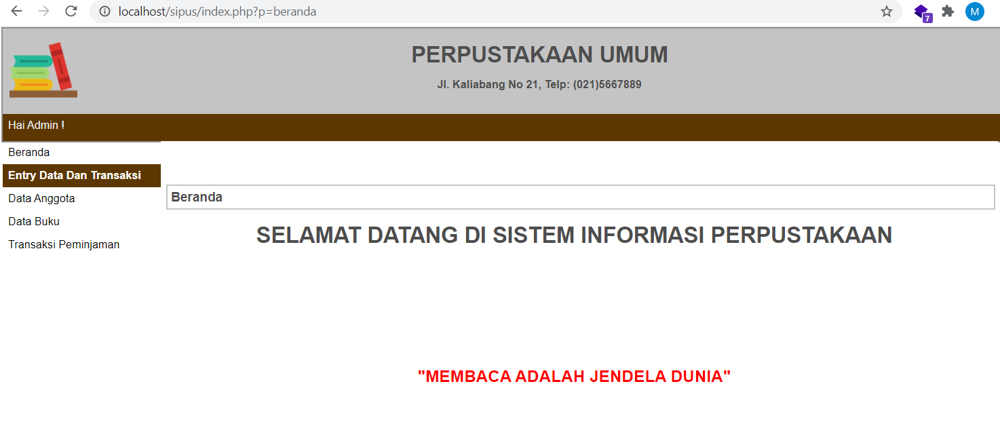 localhost/sipus/index.php?p=beranda
7
M
PERPUSTAKAAN UMUM
Jl. Kaliabang No 21, Telp: (021)5667889
Hai Admin !
Beranda
Entry Data Dan Transaksi
Data Anggota
Data Buku
Transaksi Peminjaman
Beranda
SELAMAT DATANG DI SISTEM INFORMASI PERPUSTAKAAN
"MEMBACA ADALAH JENDELA DUNIA"